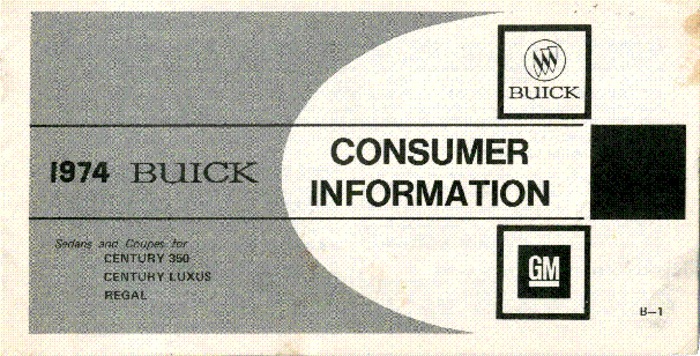 BUICK
1974 BUICK
CONSUMER
INFORMATION
Sedans and Coupes for
CENTURY 350
CENTURY LUXUS
REGAL
GM
B-1